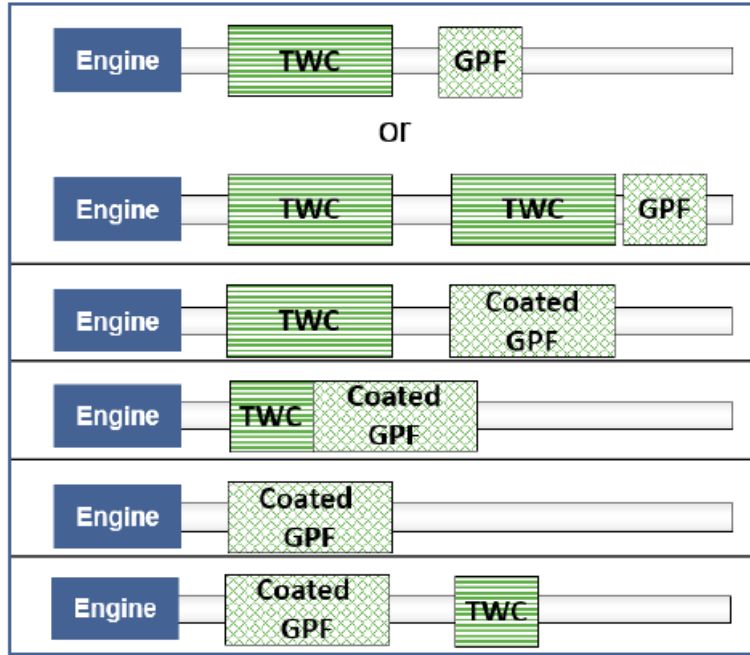 Engine TWC GPF
or
Engine TWC TWC GPF
Engine TWC Coated GPF
Engine TWC Coated GPF
Engine Coated GPF
Engine Coated GPF TWC